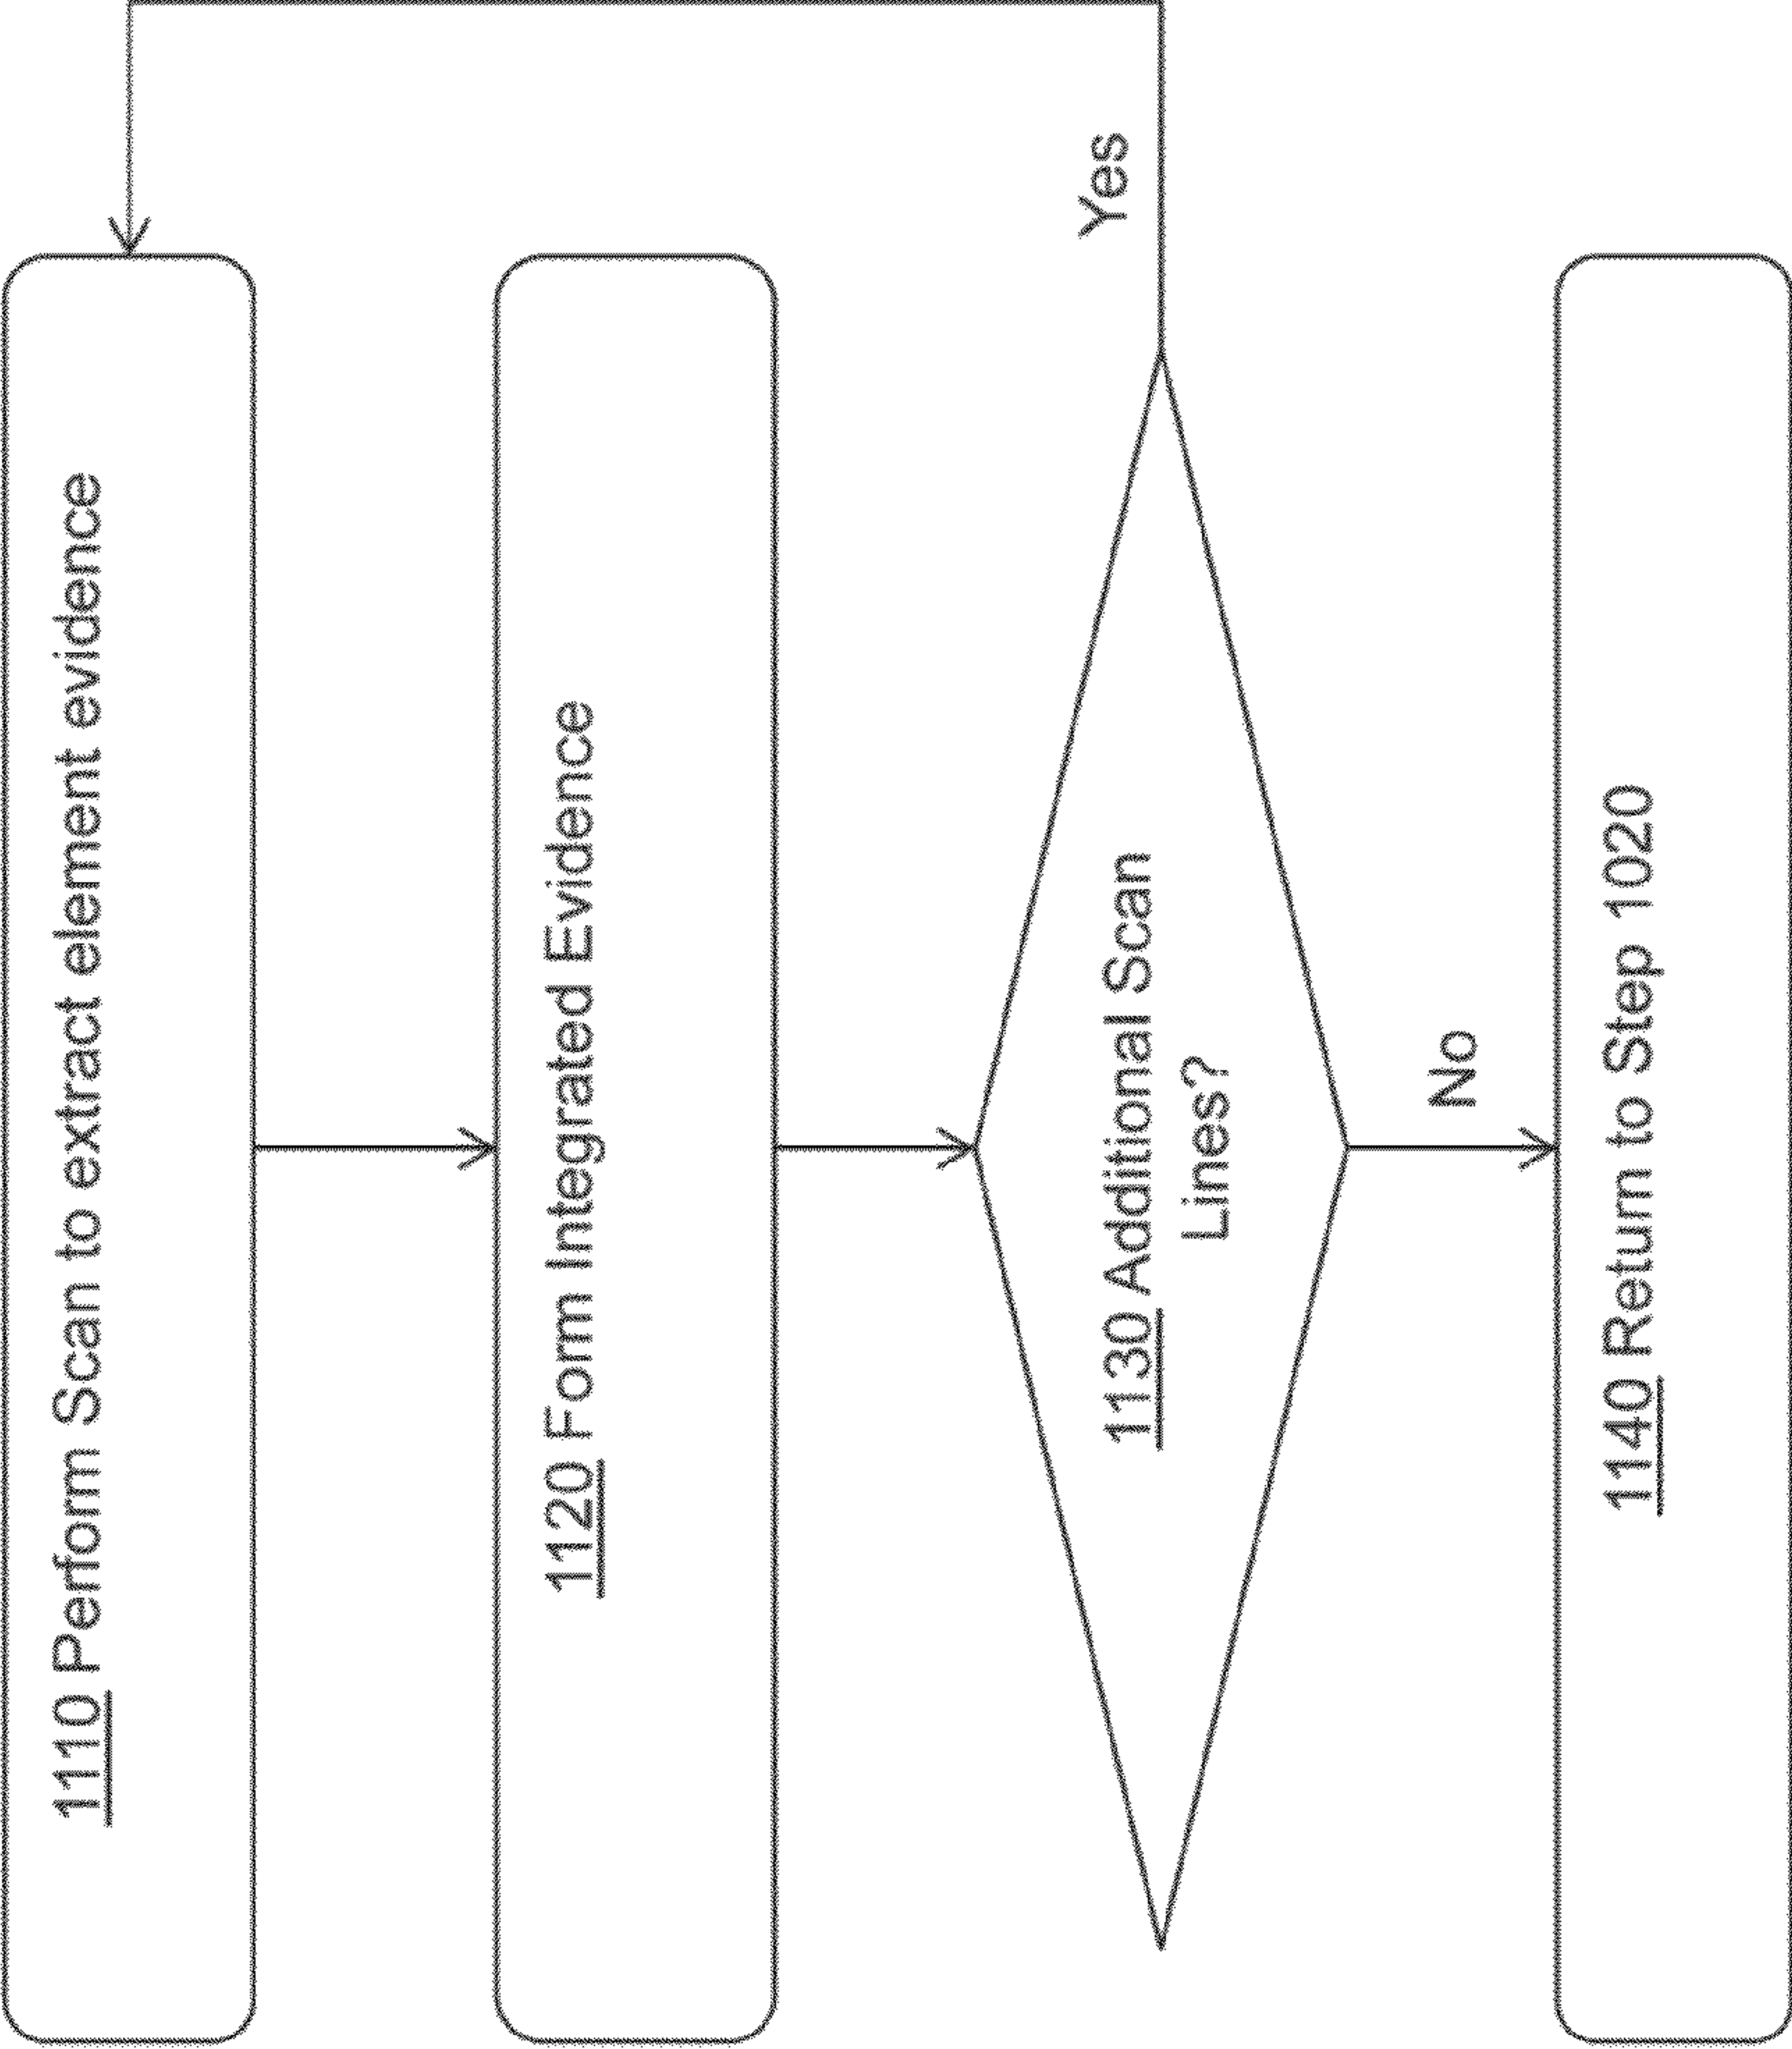 1110 Perform Scan to extract element evidence
1120 Form Integrated Evidence
1130 Additional Scan
Lines?
Yes
No
1140 Return to Step 1020